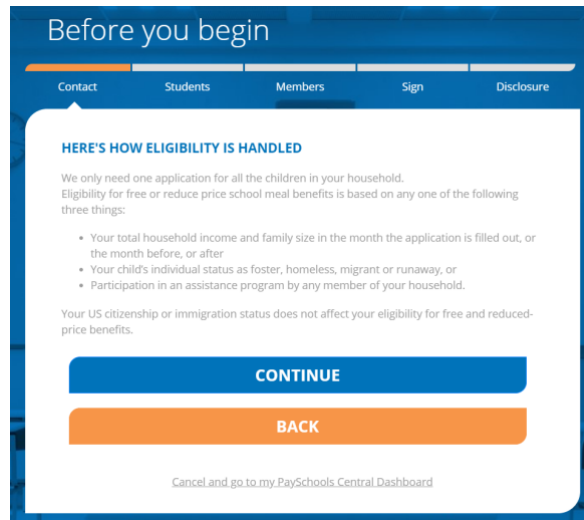 Before you begin
Contact Students Members Sign Disclosure
HERE'S HOW ELIGIBILITY IS HANDLED
We only need one application for all the children in your household.
Eligibility for free or reduce price school meal benefits is based on any one of the following
three things:
• Your total household income and family size in the month the application is filled out, or
the month before, or after
• Your child's individual status as foster, homeless, migrant or runaway, or
• Participation in an assistance program by any member of your household.
Your US citizenship or immigration status does not affect your eligibility for free and reduced-
price benefits.
CONTINUE
BACK
Cancel and go to my PaySchools Central Dashboard